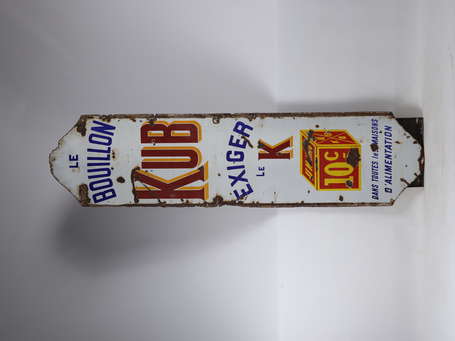 LE
BOUILLON
KUB
EXIGER
LE K
10c
DANS TOUTES les MAISONS
D'ALIMENTATION